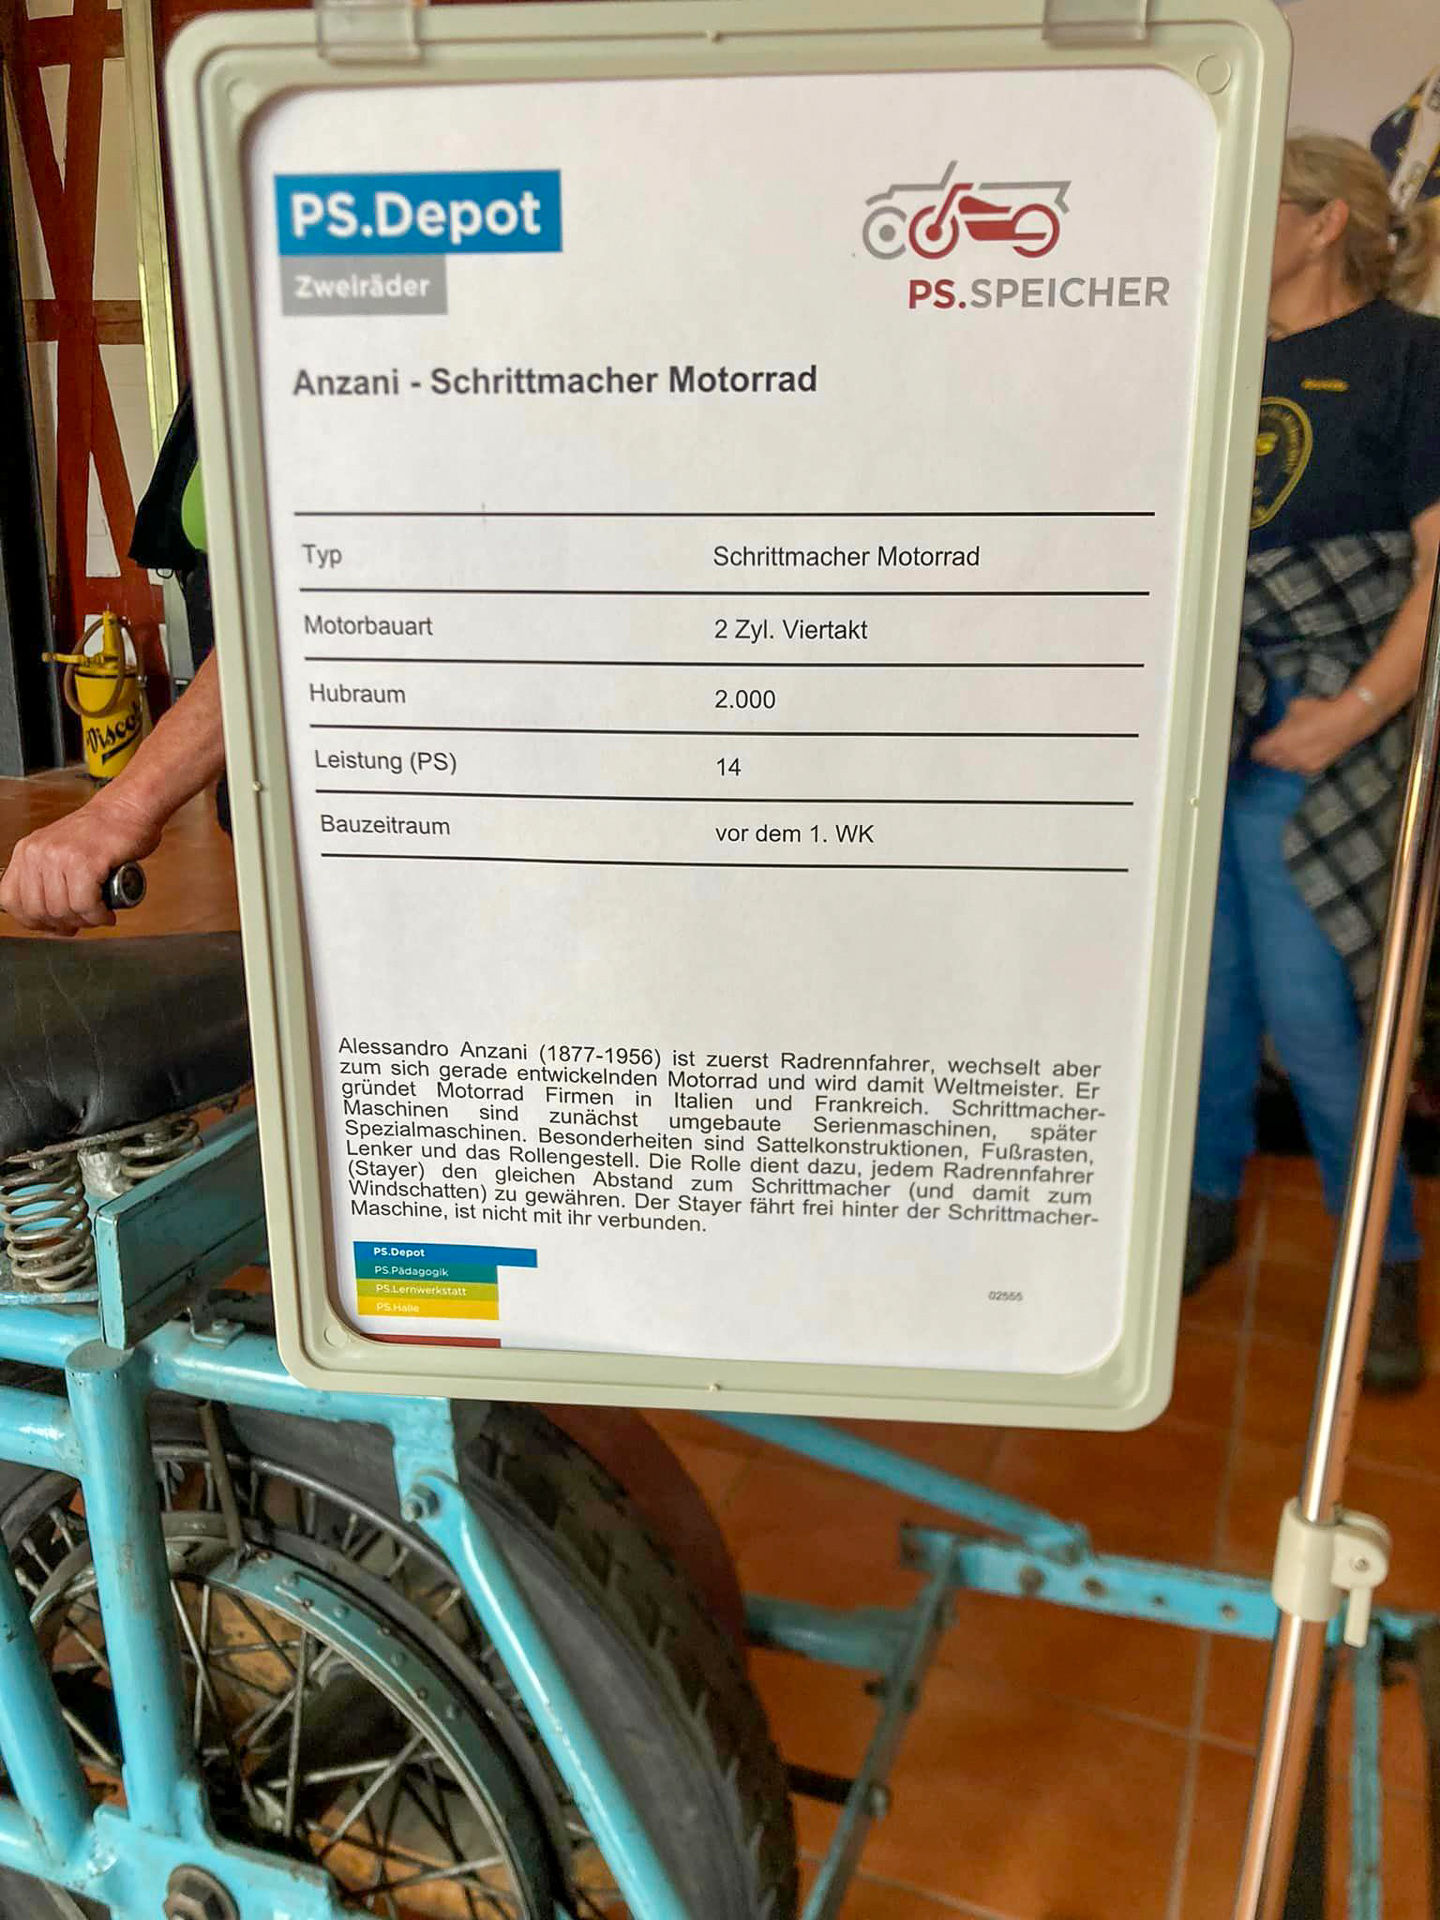 PS.Depot
Zweiräder
PS.SPEICHER
Anzani - Schrittmacher Motorrad
Typ Schrittmacher Motorrad
Motorbauart 2 Zyl. Viertakt
Hubraum 2.000
Leistung (PS) 14
Bauzeitraum vor dem 1. WK
Alessandro Anzani (1877-1956) ist zuerst Radrennfahrer, wechselt aber
zum sich gerade entwickelnden Motorrad und wird damit Weltmeister. Er
gründet Motorrad Firmen in Italien und Frankreich. Schrittmacher-
Maschinen sind zunächst umgebaute Serienmaschinen, später
Spezialmaschinen. Besonderheiten sind Sattelkonstruktionen, Fußrasten,
Lenker und das Rollengestell. Die Rolle dient dazu, jedem Radrennfahrer
(Stayer) den gleichen Abstand zum Schrittmacher (und damit zum
Windschatten) zu gewähren. Der Stayer fährt frei hinter der Schrittmacher-
Maschine, ist nicht mit ihr verbunden.
PS.Depot
PS.Pädagogik
PS.Lernwerkstatt
PS.Halle
02555
Viscol